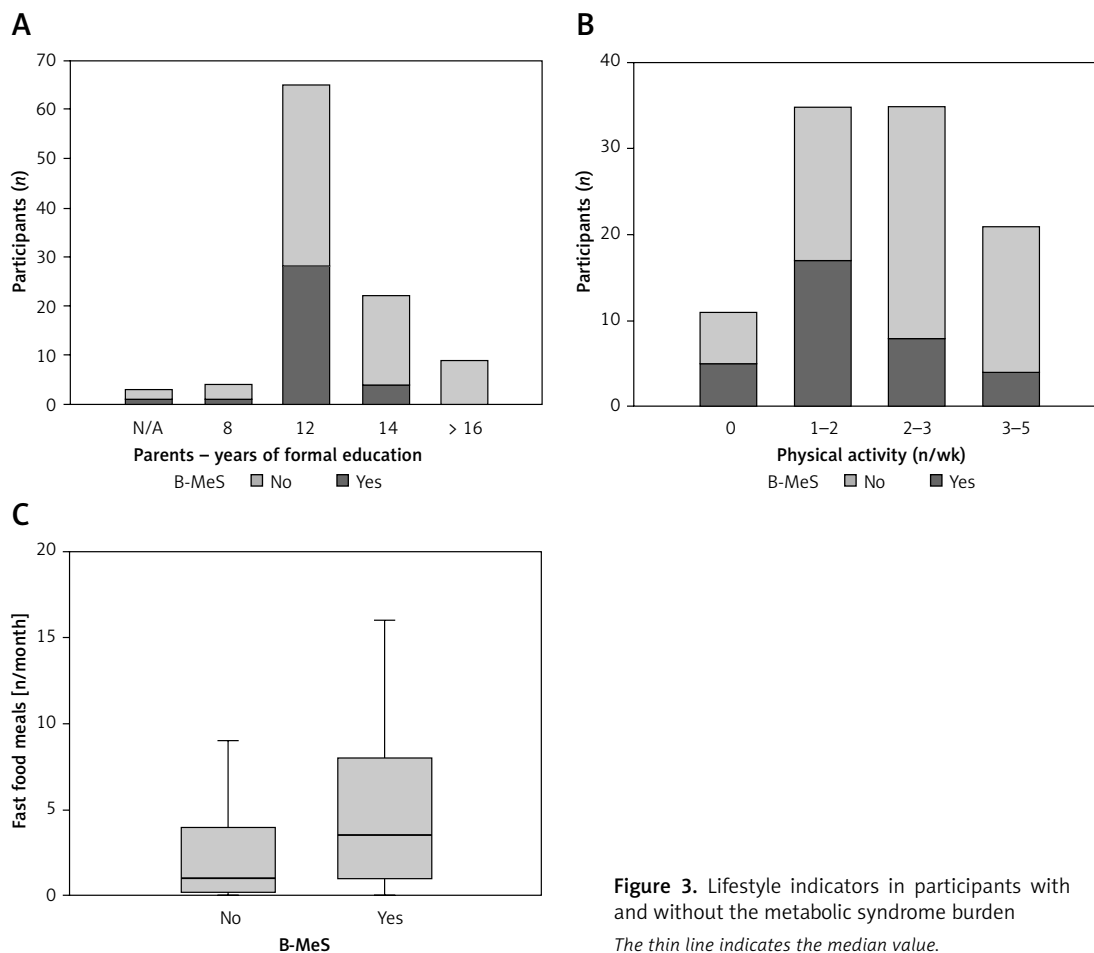 A
70
60
50
40
30
20
10
0
Participants (n)
N/A 8 12 14 > 16
Parents – years of formal education
B-MeS No Yes
B
40
30
20
10
0
Participants (n)
0 1–2 2–3 3–5
Physical activity (n/wk)
B-MeS No Yes
C
20
15
10
5
0
Fast food meals [n/month]
No Yes
B-MeS
Figure 3. Lifestyle indicators in participants with
and without the metabolic syndrome burden
The thin line indicates the median value.